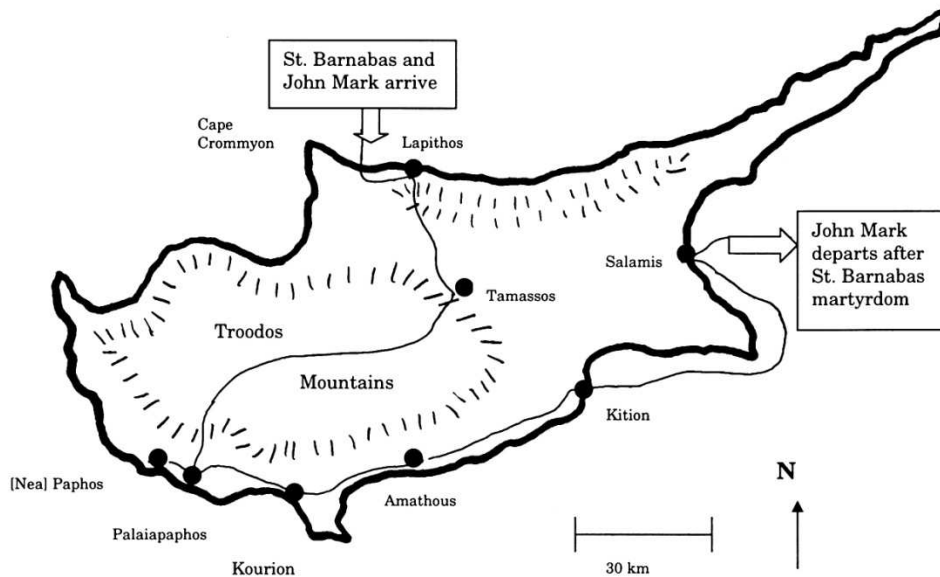 St. Barnabas and
John Mark arrive
Cape
Crommyon
Lapithos
John Mark
departs after
St. Barnabas
martyrdom
Salamis
Tamassos
Troodos
Mountains
Kition
[Nea] Paphos
Amathous
N
Palaiapaphos
Kourion
30 km